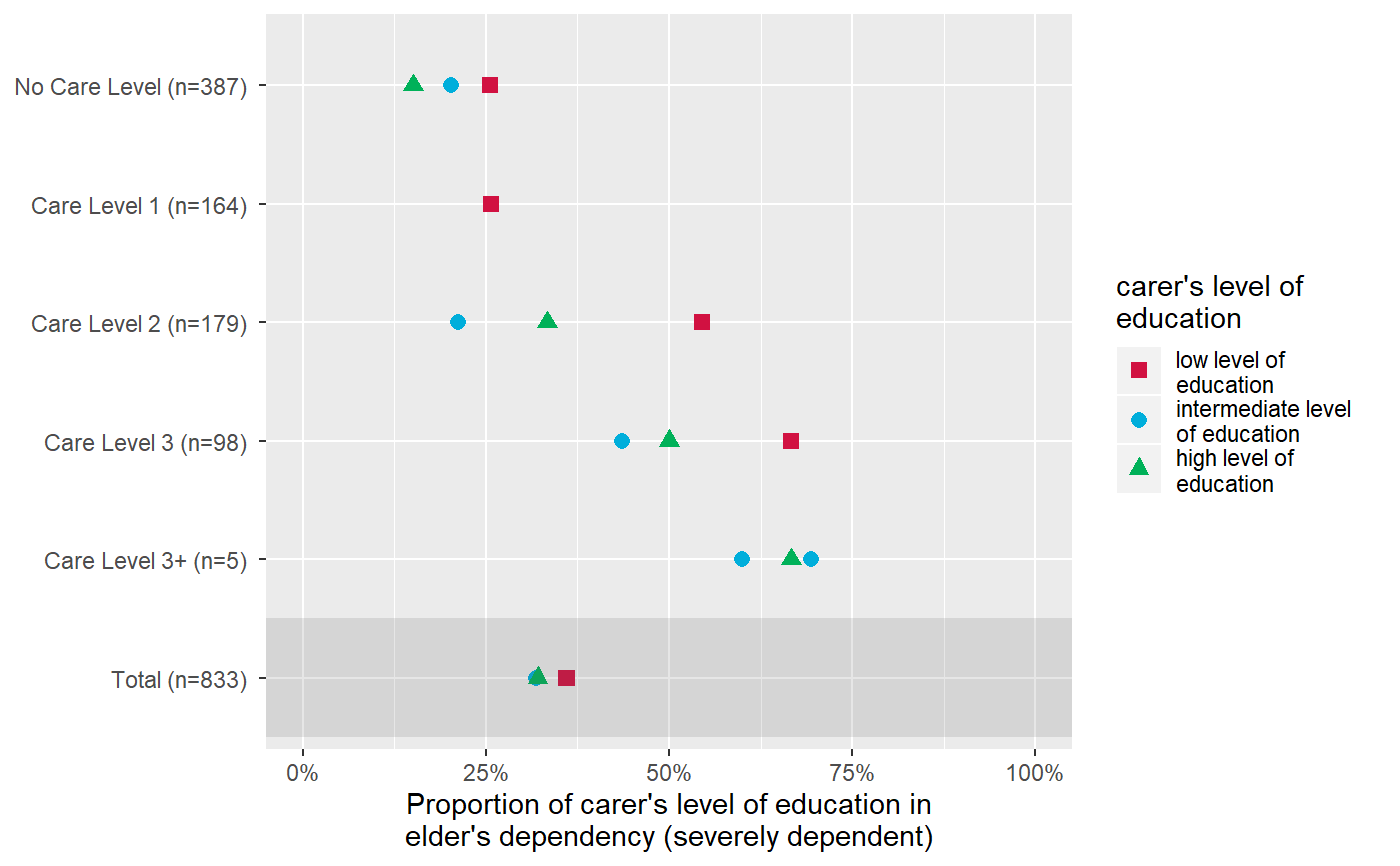 No Care Level (n=387)
Care Level 1 (n=164)
Care Level 2 (n=179)
Care Level 3 (n=98)
Care Level 3+ (n=5)
Total (n=833)
0%
25%
50%
75%
100%
Proportion of carer's level of education in
elder's dependency (severely dependent)
carer's level of
education
low level of
education
intermediate level
of education
high level of
education